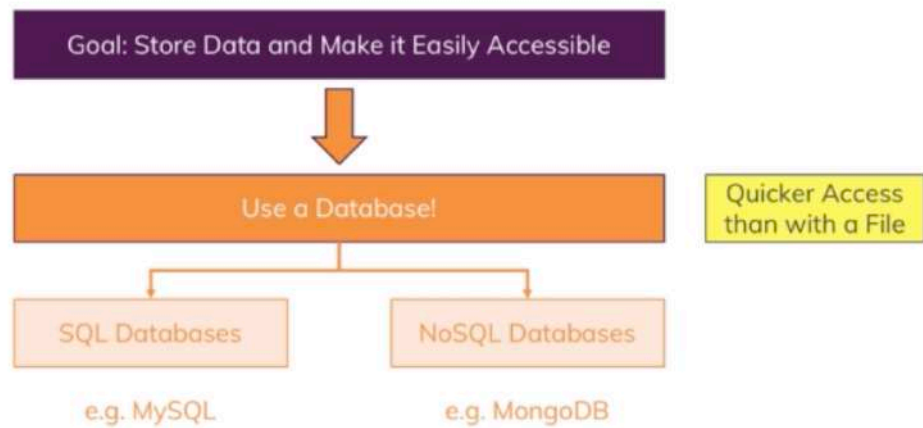 Goal: Store Data and Make it Easily Accessible
Use a Database!
Quicker Access
than with a File
SQL Databases
NoSQL Databases
e.g. MySQL
e.g. MongoDB